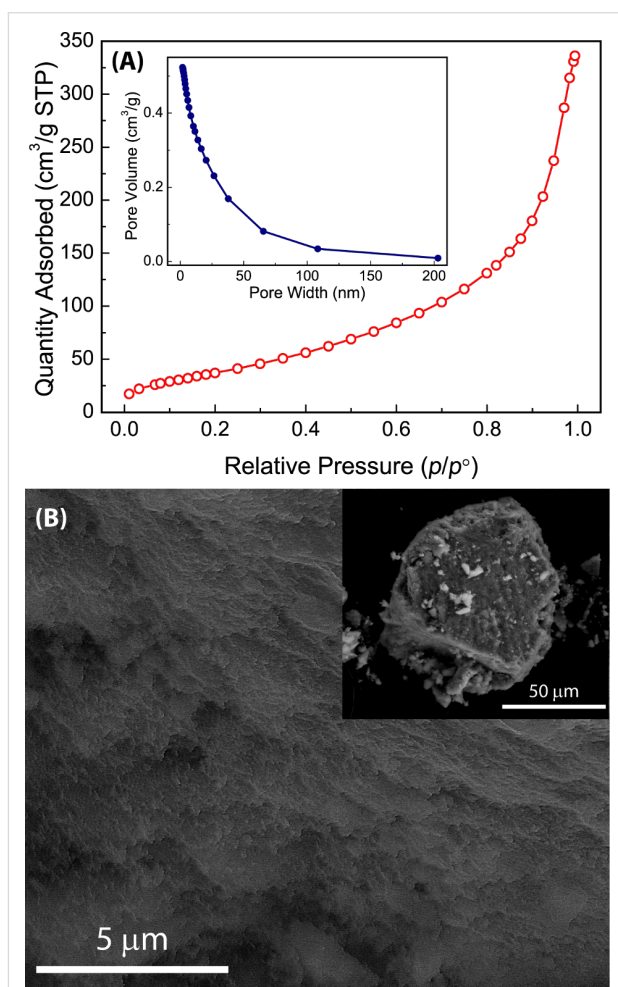 (A)
350
300
250
200
150
100
50
0
Quantity Adsorbed (cm³/g STP)
0.0 0.2 0.4 0.6 0.8 1.0
Relative Pressure (p/p°)
0.4
0.2
0.0
Pore Volume (cm³/g)
0 50 100 150 200
Pore Width (nm)
(B)
50 μm
5 μm